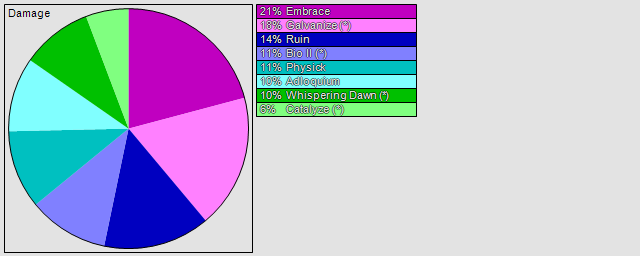 Damage
21% Embrace
18% Galvanize (*)
14% Ruin
11% Bio II (*)
11% Physick
10% Adloquium
10% Whispering Dawn (*)
6% Catalyze (*)